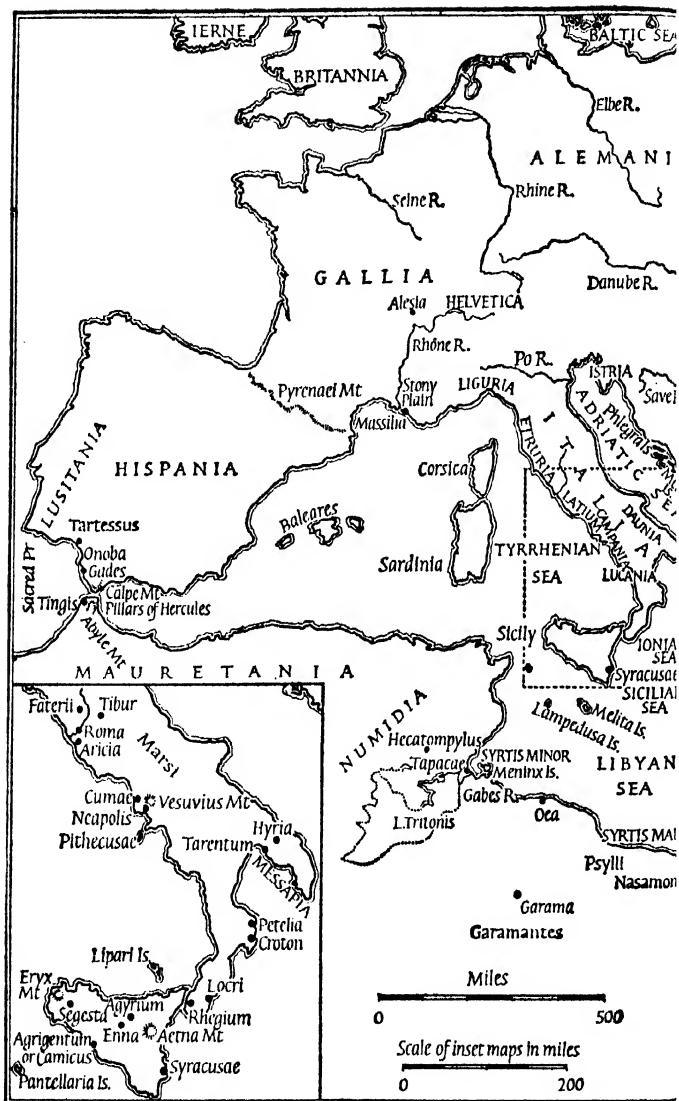 IERNE
BALTIC SEA
BRITANNIA
Elbe R.
ALEMANI
Seine R.
Rhine R.
GALLIA
Danube R.
Alesia
HELVETICA
Rhône R.
Po R.
ISTRIA
Save
Pyrenaei Mt
Stony
Plain
LIGURIA
Massilia
Phlegrais
ADRIATIC
SE
ITALIA
ETRURIA
LUSITANIA
HISPANIA
Corsica
LATIUM
CAMPANIA
DAUNIA
Baleares
Tartessus
Onoba
Gades
Sardinia
TYRRHENIAN
SEA
LUCANIA
Sacred Pr
Calpe Mt
Tingis
Pillars of Hercules
Abyle Mt
Sicily
IONIA
SEA
Syracusae
SICILIA
SEA
MAURETANIA
Melita Is.
Lampedusa Is.
NUMIDIA
Hecatompylus
SYRTIS MINOR
Tapacae
Meninx Is.
LIBYAN
SEA
Gabes R.
L.Tritonis
Oea
SYRTIS MA
Psylli
Nasamon
Garama
Garamantes
Faterii
Tibur
Roma
Aricia
Marsi
Cumae
Vesuvius Mt
Neapolis
Pithecusae
Hyria
Tarentum
MESSAPIA
Petelia
Croton
Lipari Is.
Eryx
Mt
Locri
Agyrium
Segesta
Rhegium
Enna
Aetna Mt
Agrigentum
or Camicus
Syracusae
Pantellaria Is.
Miles
0 500
Scale of inset maps in miles
0 200